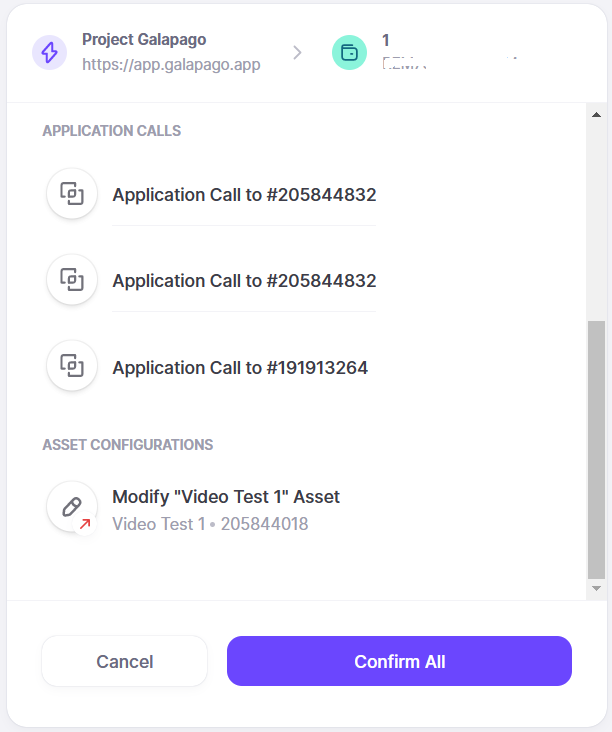 Project Galapago
https://app.galapago.app
1
APPLICATION CALLS
Application Call to #205844832
Application Call to #205844832
Application Call to #191913264
ASSET CONFIGURATIONS
Modify "Video Test 1" Asset
Video Test 1 • 205844018
Cancel
Confirm All